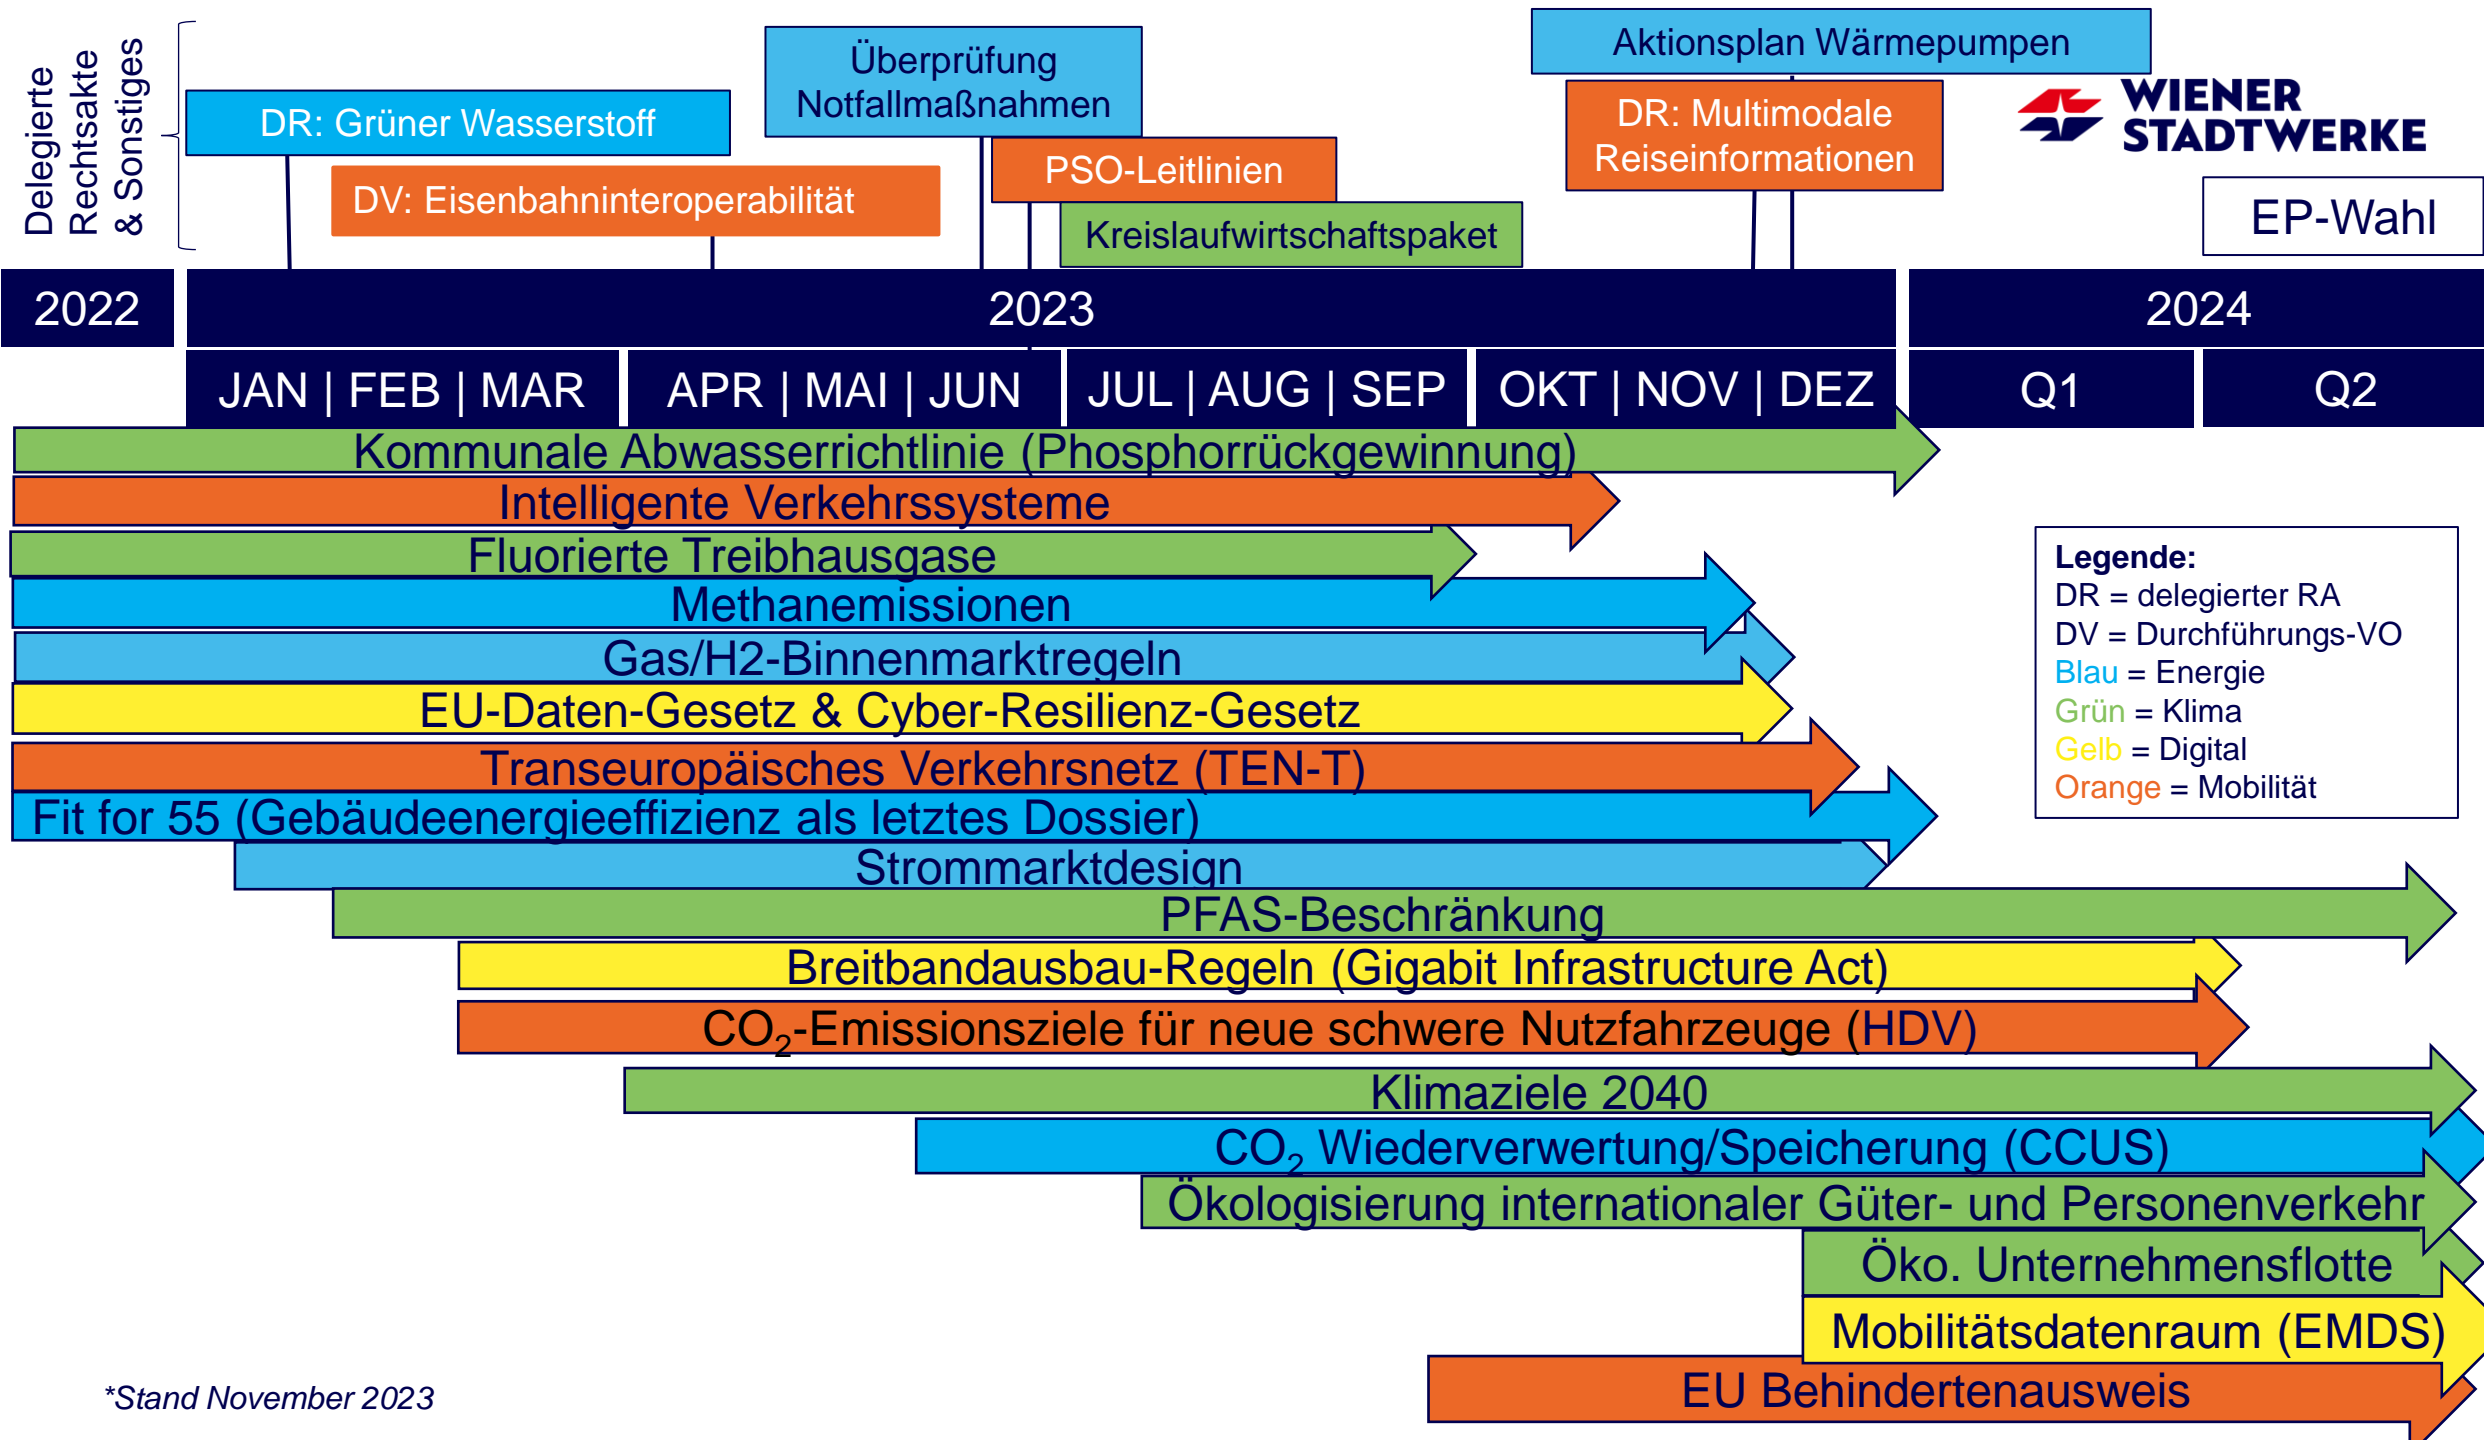 Delegierte
Rechtsakte
& Sonstiges
DR: Grüner Wasserstoff
DV: Eisenbahninteroperabilität
Überprüfung
Notfallmaßnahmen
PSO-Leitlinien
Kreislaufwirtschaftspaket
Aktionsplan Wärmepumpen
DR: Multimodale
Reiseinformationen
WIENER
STADTWERKE
EP-Wahl
2022
2023
2024
JAN | FEB | MAR
APR | MAI | JUN
JUL | AUG | SEP
OKT | NOV | DEZ
Q1
Q2
Kommunale Abwasserrichtlinie (Phosphorrückgewinnung)
Intelligente Verkehrssysteme
Fluorierte Treibhausgase
Methanemissionen
Gas/H2-Binnenmarktregeln
EU-Daten-Gesetz & Cyber-Resilienz-Gesetz
Transeuropäisches Verkehrsnetz (TEN-T)
Fit for 55 (Gebäudeenergieeffizienz als letztes Dossier)
Strommarktdesign
PFAS-Beschränkung
Breitbandausbau-Regeln (Gigabit Infrastructure Act)
CO₂-Emissionsziele für neue schwere Nutzfahrzeuge (HDV)
Klimaziele 2040
CO₂ Wiederverwertung/Speicherung (CCUS)
Ökologisierung internationaler Güter- und Personenverkehr
Öko. Unternehmensflotte
Mobilitätsdatenraum (EMDS)
EU Behindertenausweis
Legende:
DR = delegierter RA
DV = Durchführungs-VO
Blau = Energie
Grün = Klima
Gelb = Digital
Orange = Mobilität
*Stand November 2023